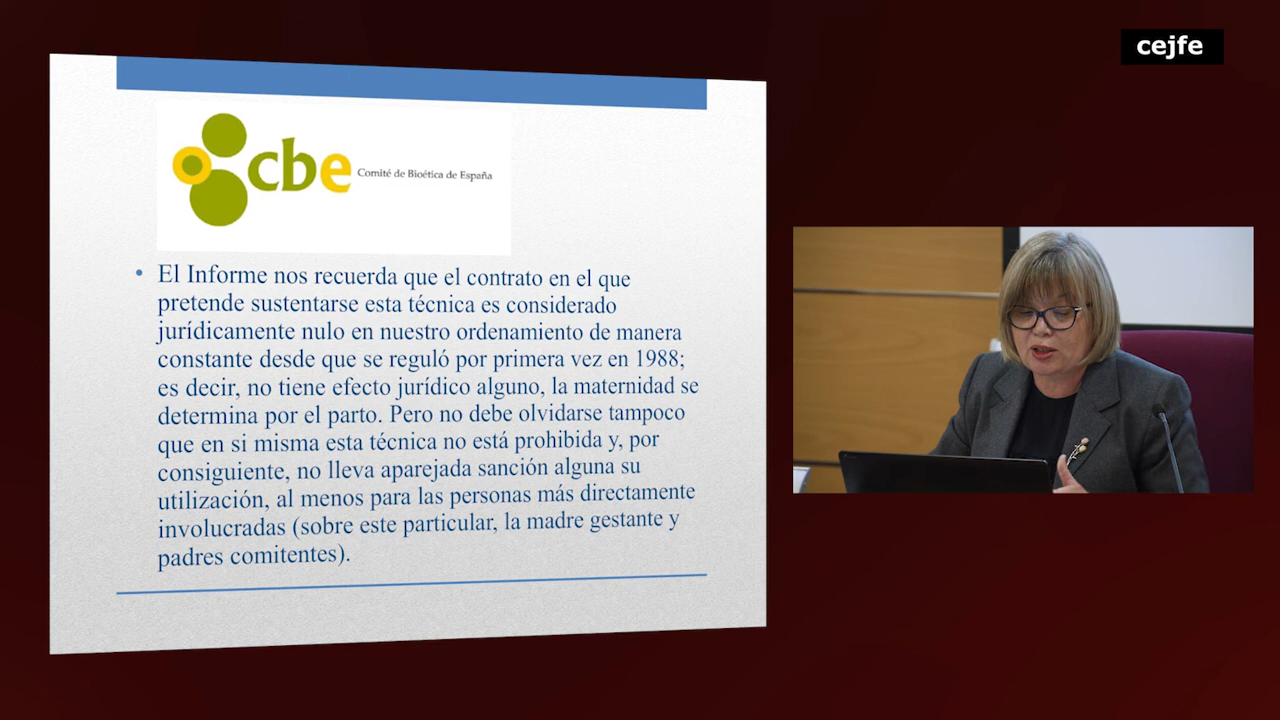 cejfe
cbe Comité de Bioética de España
• El Informe nos recuerda que el contrato en el que
pretende sustentarse esta técnica es considerado
jurídicamente nulo en nuestro ordenamiento de manera
constante desde que se reguló por primera vez en 1988;
es decir, no tiene efecto jurídico alguno, la maternidad se
determina por el parto. Pero no debe olvidarse tampoco
que en si misma esta técnica no está prohibida y, por
consiguiente, no lleva aparejada sanción alguna su
utilización, al menos para las personas más directamente
involucradas (sobre este particular, la madre gestante y
padres comitentes).